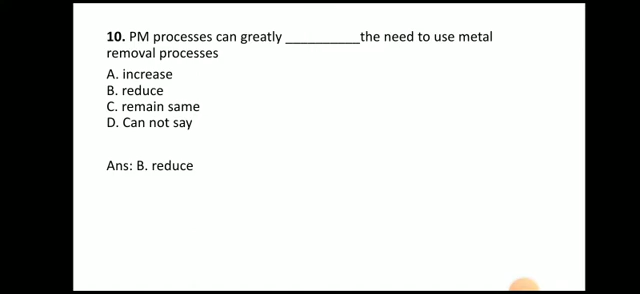 10. PM processes can greatly __________the need to use metal
removal processes
A. increase
B. reduce
C. remain same
D. Can not say
Ans: B. reduce